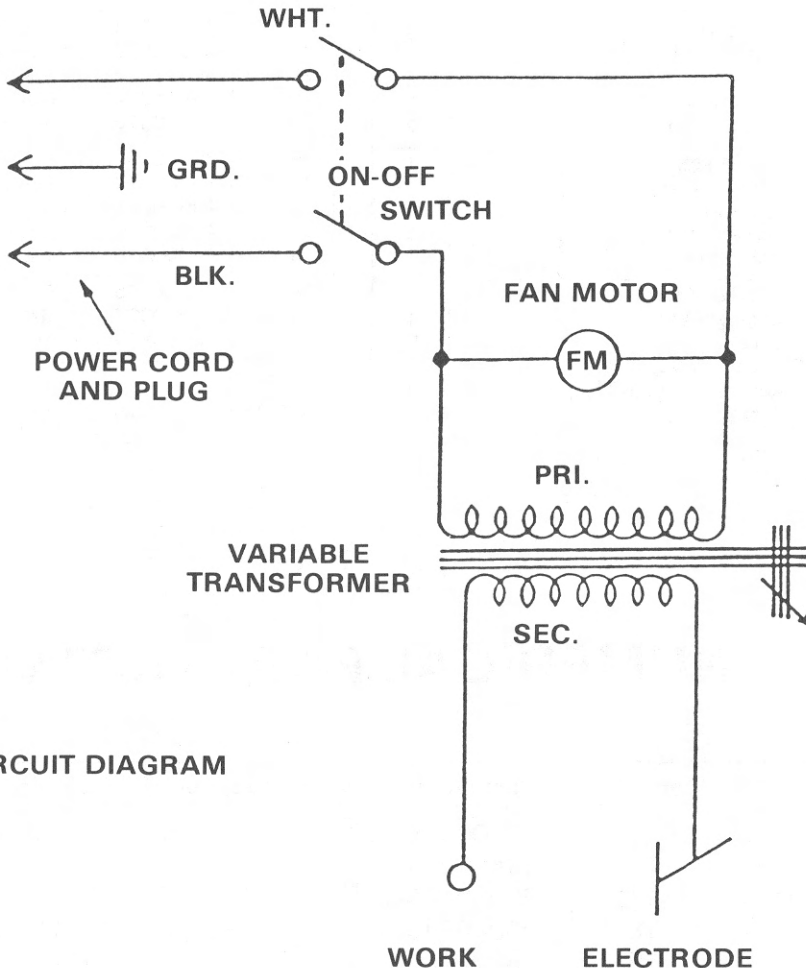 WHT.
GRD.
ON-OFF
SWITCH
BLK.
FAN MOTOR
FM
POWER CORD
AND PLUG
PRI.
VARIABLE
TRANSFORMER
SEC.
RCUIT DIAGRAM
WORK
ELECTRODE